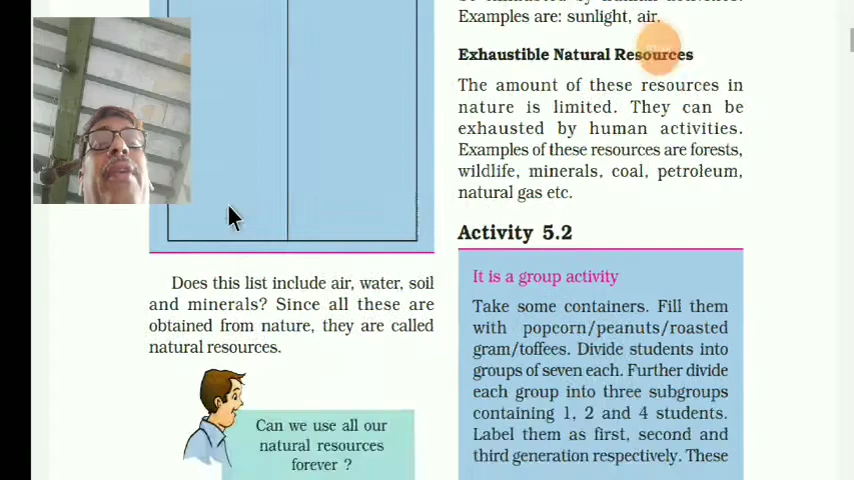 Does this list include air, water, soil
and minerals? Since all these are
obtained from nature, they are called
natural resources.
Can we use all our
natural resources
forever ?
Examples are: sunlight, air.
Exhaustible Natural Resources
The amount of these resources in
nature is limited. They can be
exhausted by human activities.
Examples of these resources are forests,
wildlife, minerals, coal, petroleum,
natural gas etc.
Activity 5.2
It is a group activity
Take some containers. Fill them
with popcorn/peanuts/roasted
gram/toffees. Divide students into
groups of seven each. Further divide
each group into three subgroups
containing 1, 2 and 4 students.
Label them as first, second and
third generation respectively. These